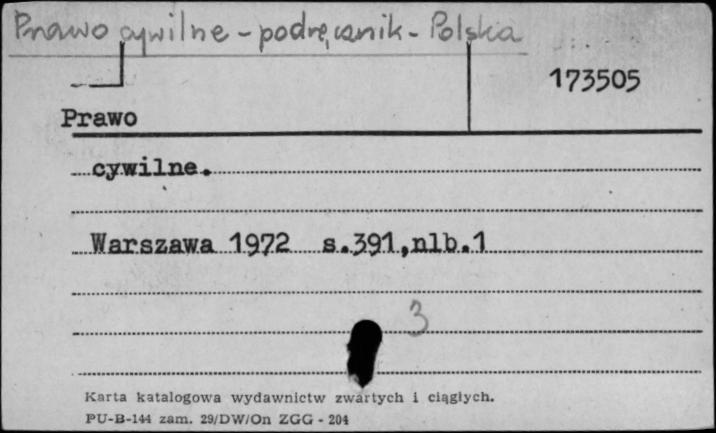 Prawo cywilne - podręcznik - Polska
173505
Prawo
cywilne.
Warszawa 1972 s.391,nlb.1
3
Karta katalogowa wydawnictw zwartych i ciągłych.
PU-B-144 zam. 29/DW/On ZGG - 204